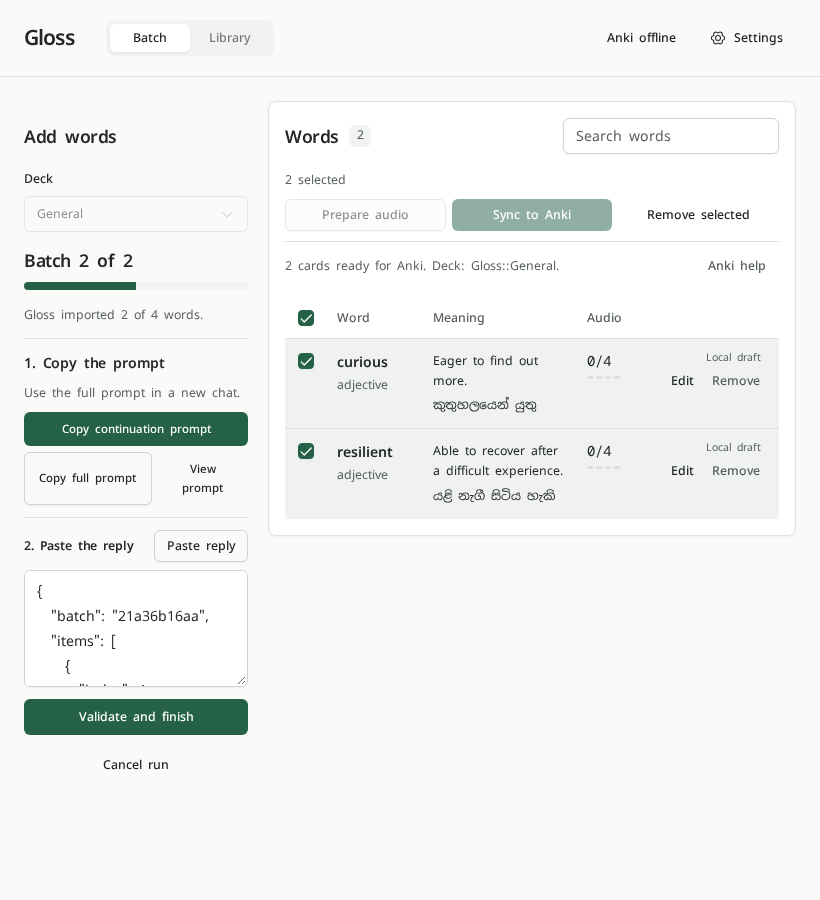 Gloss
Batch
Library
Anki offline
Settings
Add words
Deck
General
Batch 2 of 2
Gloss imported 2 of 4 words.
1. Copy the prompt
Use the full prompt in a new chat.
Copy continuation prompt
Copy full prompt
View
prompt
2. Paste the reply
Paste reply
{
"batch": "21a36b16aa",
"items": [
{
Validate and finish
Cancel run
Words 2
Search words
2 selected
Prepare audio
Sync to Anki
Remove selected
2 cards ready for Anki. Deck: Gloss::General.
Anki help
Word
Meaning
Audio
curious
adjective
Eager to find out
more.
කුතුහලයෙන් යුතු
0/4
Local draft
Edit
Remove
resilient
adjective
Able to recover after
a difficult experience.
යළි නැගී සිටිය හැකි
0/4
Local draft
Edit
Remove